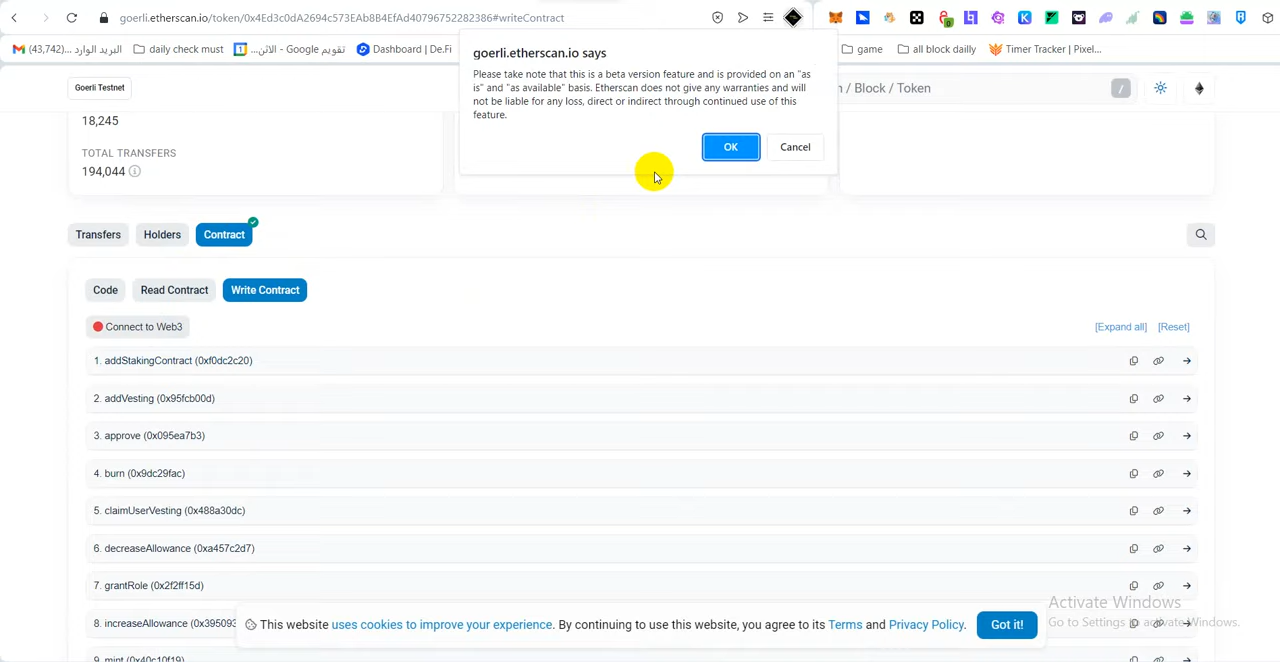 goerli.etherscan.io/token/0x4Ed3c0dA2694c573EAb8B4EfAd40796752282386#writeContract
البريد الوارد (43,742)...
daily check must
تقويم Google - الاثن...
Dashboard | De.Fi
game
all block dailly
Timer Tracker | Pixel...
goerli.etherscan.io says
Please take note that this is a beta version feature and is provided on an "as
is" and "as available" basis. Etherscan does not give any warranties and will
not be liable for any loss, direct or indirect through continued use of this
feature.
OK
Cancel
Goerli Testnet
/ Block / Token
/
18,245
TOTAL TRANSFERS
194,044
Transfers
Holders
Contract
Code
Read Contract
Write Contract
Connect to Web3
[Expand all]
[Reset]
1. addStakingContract (0xf0dc2c20)
2. addVesting (0x95fcb00d)
3. approve (0x095ea7b3)
4. burn (0x9dc29fac)
5. claimUserVesting (0x488a30dc)
6. decreaseAllowance (0xa457c2d7)
7. grantRole (0x2f2ff15d)
8. increaseAllowance (0x395093
9. mint (0x40c10f19)
This website uses cookies to improve your experience. By continuing to use this website, you agree to its Terms and Privacy Policy.
Got it!
Activate Windows
Go to Settings to activate Windows.